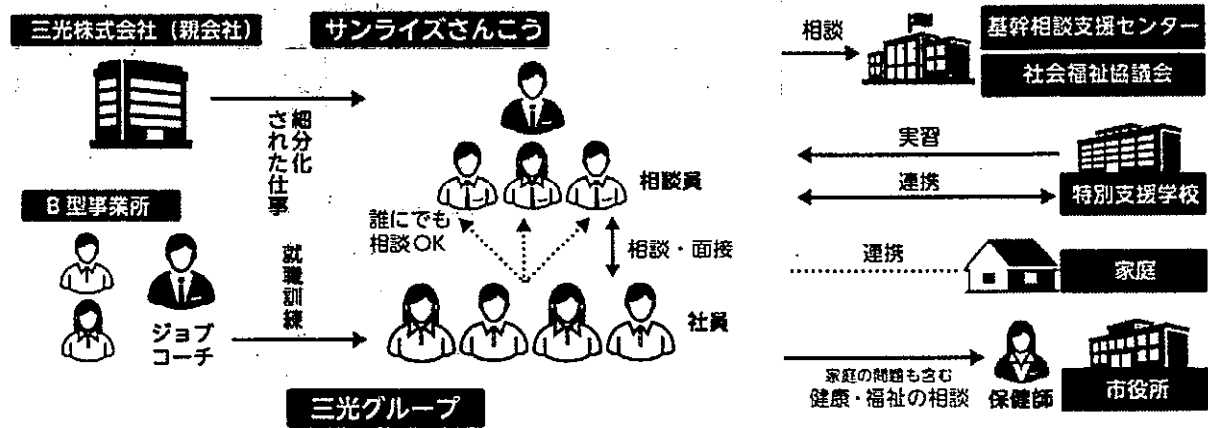 三光株式会社(親会社)
サンライズさんこう
細分化
された仕事
相談員
誰にでも
相談OK
相談・面接
B型事業所
ジョブ
コーチ
就職訓練
社員
三光グループ
相談
基幹相談支援センター
社会福祉協議会
実習
連携
特別支援学校
連携
家庭
家庭の問題も含む
健康・福祉の相談
保健師
市役所